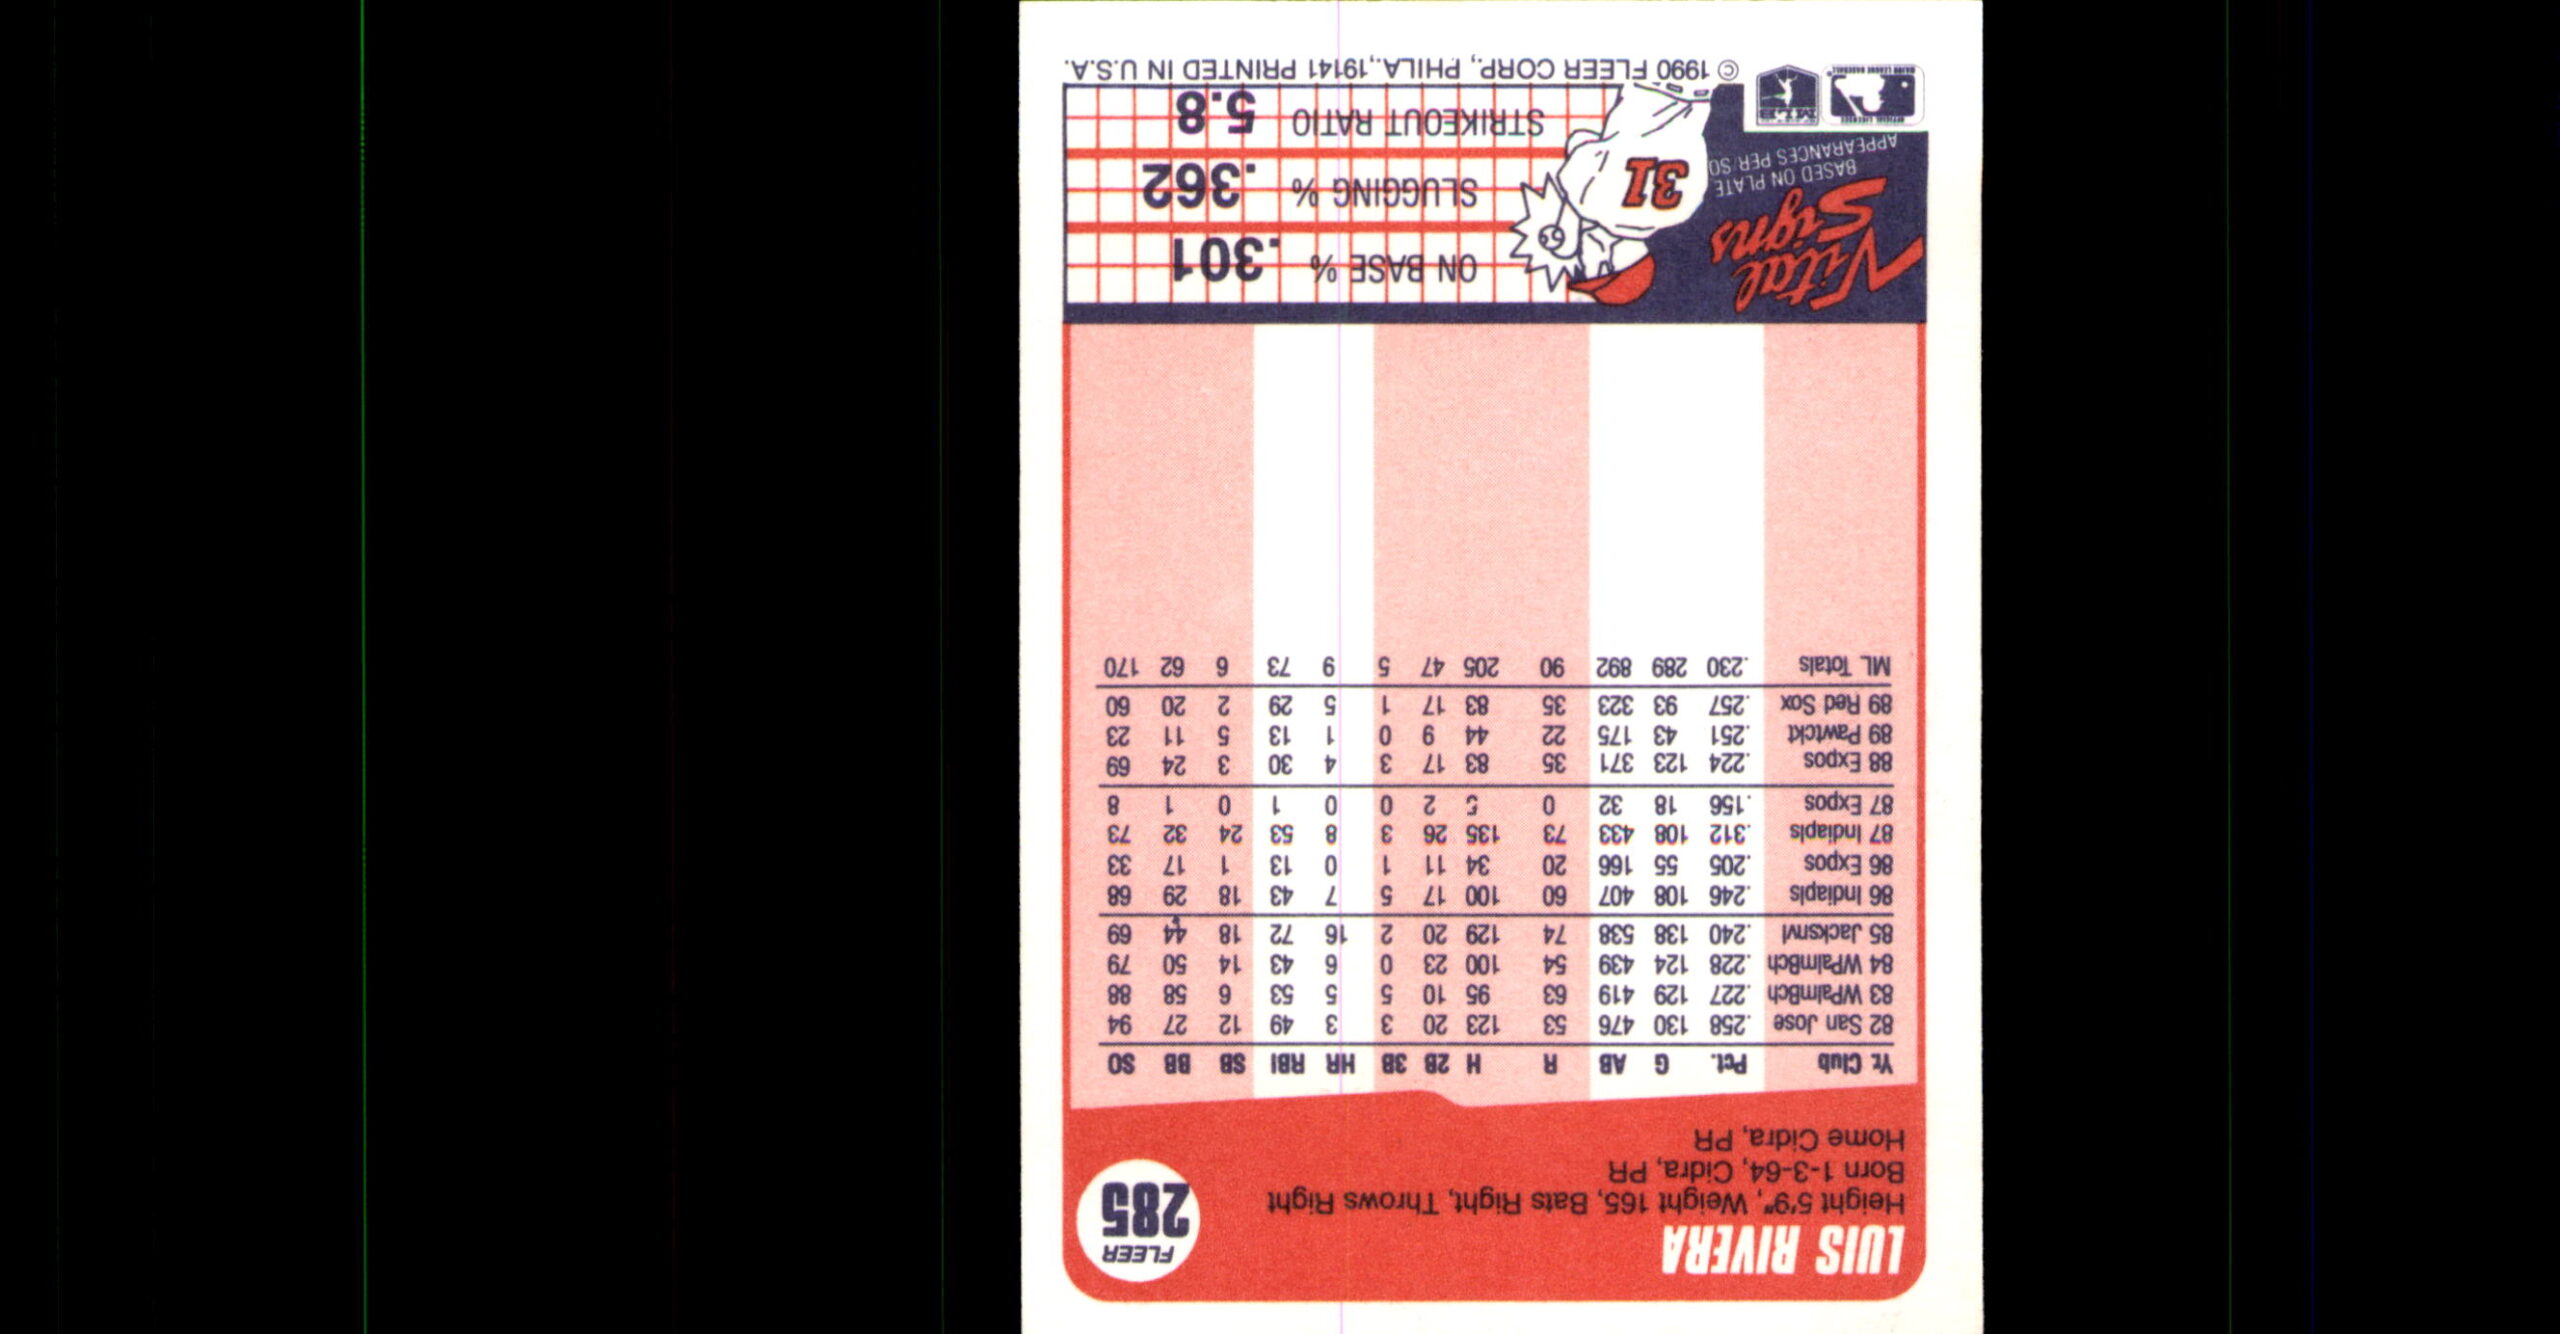 LUIS RIVERA
FLEER
285
Height 5'9", Weight 165, Bats Right, Throws Right
Born 1-3-64, Cidra, PR
Home Cidra, PR
Yr. Club Pct. G AB R H 2B 3B HR RBI SB BB SO
82 San Jose .258 130 476 53 123 20 3 3 49 12 27 94
83 WPalmBch .227 129 419 63 95 10 5 5 53 6 58 88
84 WPalmBch .228 124 439 54 100 23 0 6 43 14 50 79
85 Jacksnvl .240 138 538 74 129 20 2 16 72 18 44 69
86 Indiapls .246 108 407 60 100 17 5 7 43 18 29 68
86 Expos .205 55 166 20 34 11 1 0 13 1 17 33
87 Indiapls .312 108 433 73 135 26 3 8 53 24 32 73
87 Expos .156 18 32 0 5 2 0 0 1 0 1 8
88 Expos .224 123 371 35 83 17 3 4 30 3 24 69
89 Pawtckt .251 43 175 22 44 9 0 1 13 5 11 23
89 Red Sox .257 93 323 35 83 17 1 5 29 2 20 60
ML Totals .230 289 892 90 205 47 5 9 73 6 62 170
Vital
Signs
BASED ON PLATE
APPEARANCES PER/SO
31
ON BASE % .301
SLUGGING % .362
STRIKEOUT RATIO 5.8
OFFICIAL LICENSEE
MAJOR LEAGUE BASEBALL
MLB
© 1990 FLEER CORP., PHILA., 19141 PRINTED IN U.S.A.